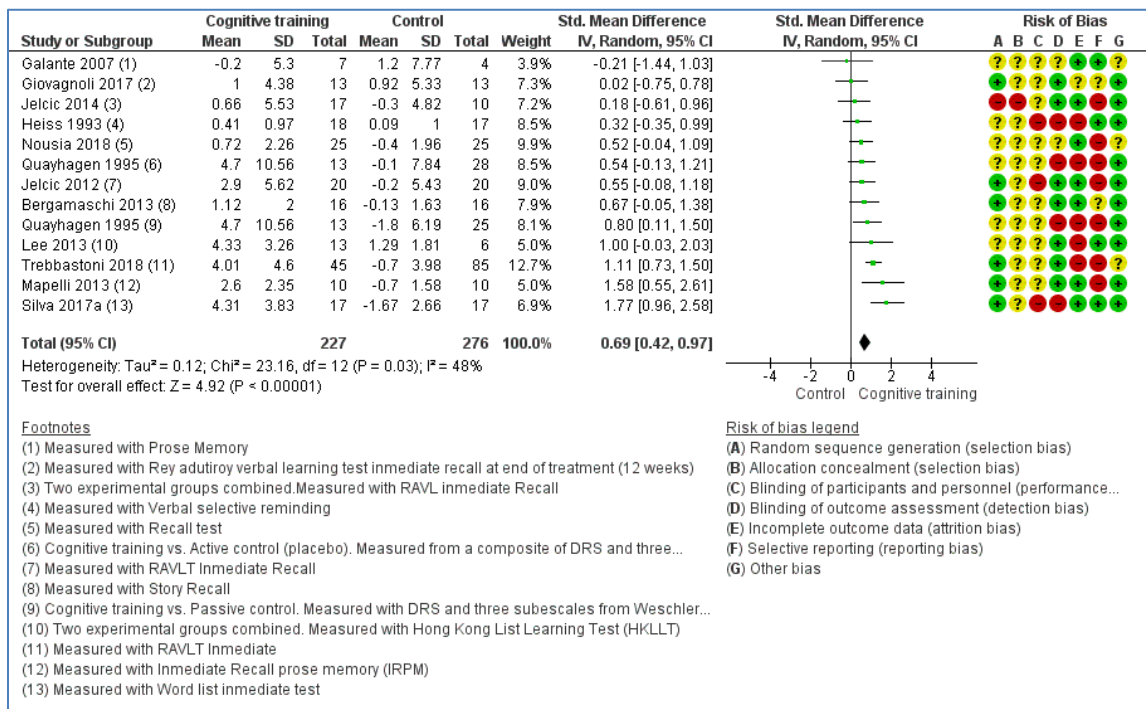 Cognitive training Control Std. Mean Difference Std. Mean Difference Risk of Bias
Study or Subgroup Mean SD Total Mean SD Total Weight IV, Random, 95% CI IV, Random, 95% CI A B C D E F G
Galante 2007 (1) -0.2 5.3 7 1.2 7.77 4 3.9% -0.21 [-1.44, 1.03] ? ? ? ? + + ?
Giovagnoli 2017 (2) 1 4.38 13 0.92 5.33 13 7.3% 0.02 [-0.75, 0.78] + ? ? + ? + ?
Jelcic 2014 (3) 0.66 5.53 17 -0.3 4.82 10 7.2% 0.18 [-0.61, 0.96] - - ? + + - +
Heiss 1993 (4) 0.41 0.97 18 0.09 1 17 8.5% 0.32 [-0.35, 0.99] ? ? - - - + +
Nousia 2018 (5) 0.72 2.26 25 -0.4 1.96 25 9.9% 0.52 [-0.04, 1.09] + ? ? ? + - ?
Quayhagen 1995 (6) 4.7 10.56 13 -0.1 7.84 28 8.5% 0.54 [-0.13, 1.21] ? ? ? - - - +
Jelcic 2012 (7) 2.9 5.62 20 -0.2 5.43 20 9.0% 0.55 [-0.08, 1.18] + ? - + + - +
Bergamaschi 2013 (8) 1.12 2 16 -0.13 1.63 16 7.9% 0.67 [-0.05, 1.38] + ? ? + + ? +
Quayhagen 1995 (9) 4.7 10.56 13 -1.8 6.19 25 8.2% 0.80 [0.11, 1.50] ? ? ? - - - +
Lee 2013 (10) 4.33 3.26 13 1.29 1.81 6 5.0% 1.00 [-0.03, 2.03] ? ? ? + - - +
Trebbastoni 2018 (11) 4.01 4.6 45 -0.7 3.98 85 12.7% 1.11 [0.73, 1.50] + ? ? + - - ?
Mapelli 2013 (12) 2.6 2.35 10 -0.7 1.58 10 5.0% 1.58 [0.55, 2.61] + ? ? + + - +
Silva 2017a (13) 4.31 3.83 17 -1.67 2.66 17 6.9% 1.77 [0.96, 2.58] + ? - - + + +
Total (95% CI) 227 276 100.0% 0.69 [0.42, 0.97]
Heterogeneity: Tau² = 0.12; Chi² = 23.16, df = 12 (P = 0.03); I² = 48%
Test for overall effect: Z = 4.92 (P < 0.00001)
-4 -2 0 2 4
Control Cognitive training
Footnotes
(1) Measured with Prose Memory
(2) Measured with Rey adutiroy verbal learning test inmediate recall at end of treatment (12 weeks)
(3) Two experimental groups combined.Measured with RAVL inmediate Recall
(4) Measured with Verbal selective reminding
(5) Measured with Recall test
(6) Cognitive training vs. Active control (placebo). Measured from a composite of DRS and three...
(7) Measured with RAVLT Inmediate Recall
(8) Measured with Story Recall
(9) Cognitive training vs. Passive control. Measured with DRS and three subescales from Weschler...
(10) Two experimental groups combined. Measured with Hong Kong List Learning Test (HKLLT)
(11) Measured with RAVLT Inmediate
(12) Measured with Inmediate Recall prose memory (IRPM)
(13) Measured with Word list inmediate test
Risk of bias legend
(A) Random sequence generation (selection bias)
(B) Allocation concealment (selection bias)
(C) Blinding of participants and personnel (performance...
(D) Blinding of outcome assessment (detection bias)
(E) Incomplete outcome data (attrition bias)
(F) Selective reporting (reporting bias)
(G) Other bias